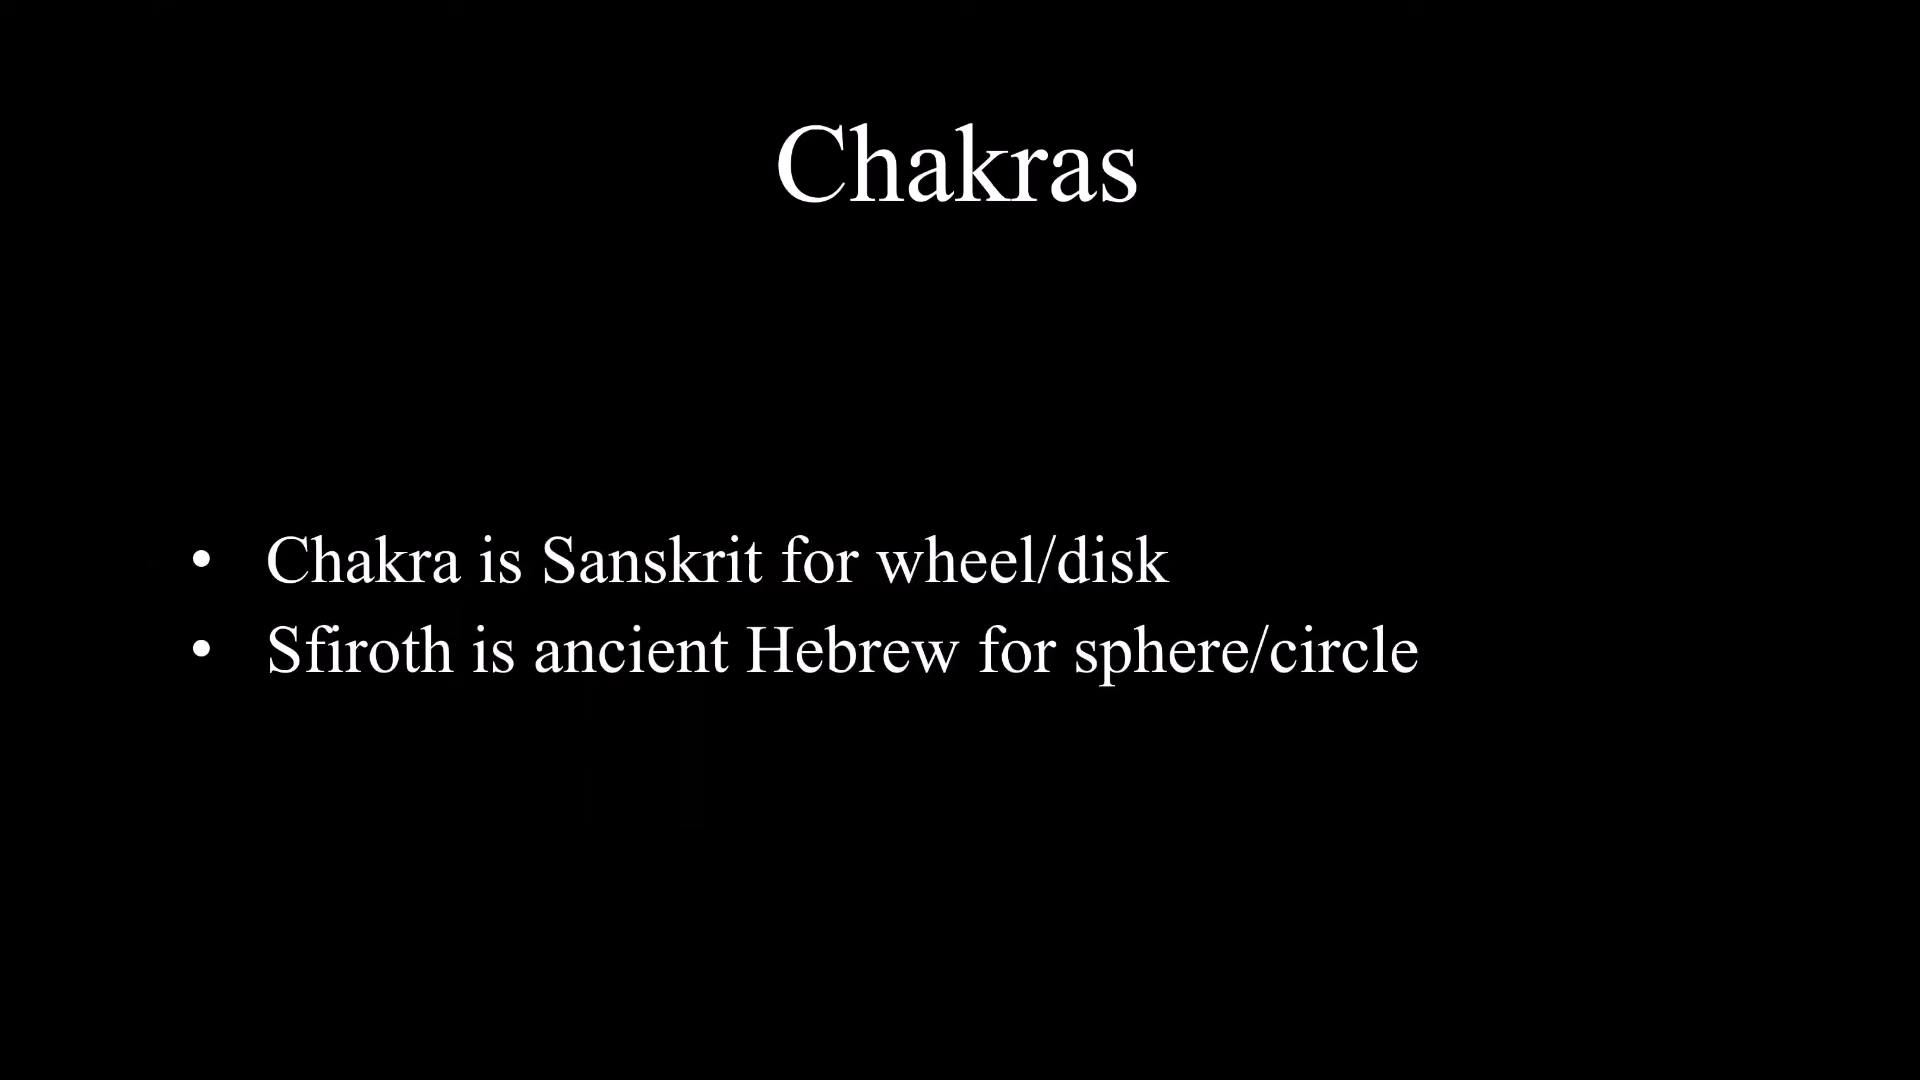 Chakras
• Chakra is Sanskrit for wheel/disk
• Sfiroth is ancient Hebrew for sphere/circle